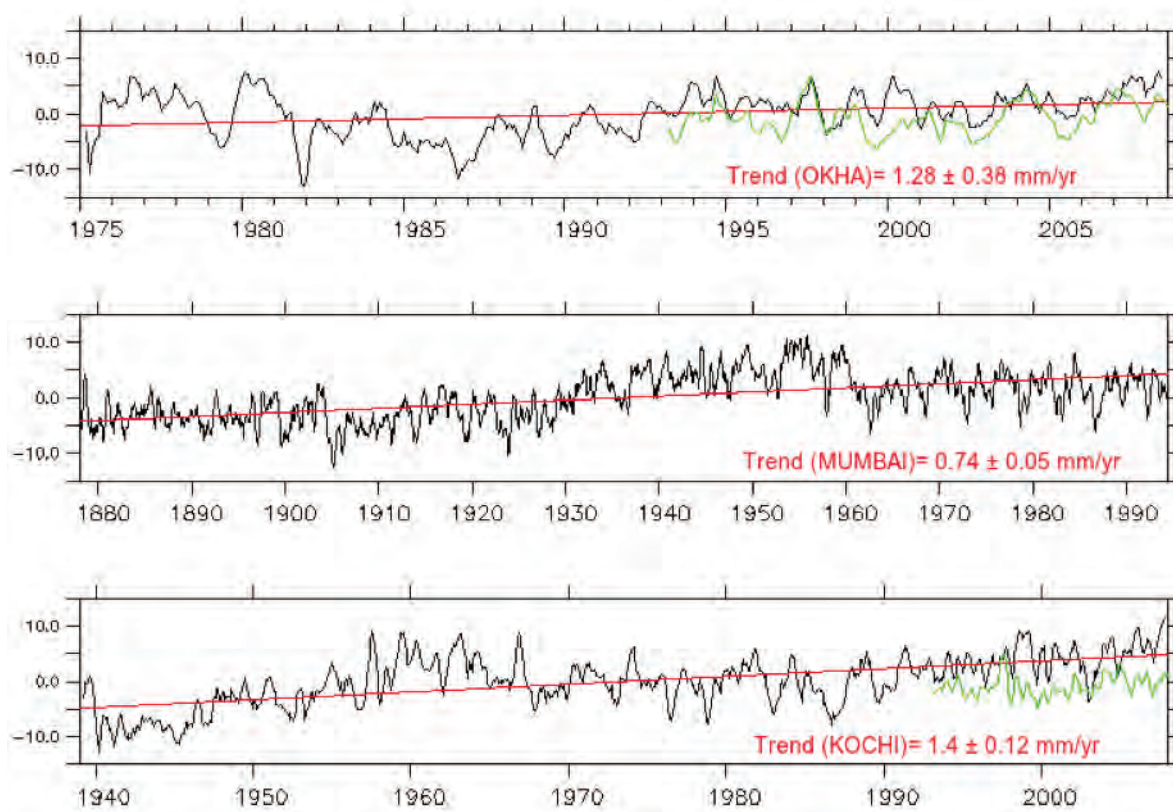 10.0
0.0
-10.0
Trend (OKHA)= 1.28 ± 0.38 mm/yr
1975 1980 1985 1990 1995 2000 2005
10.0
0.0
-10.0
Trend (MUMBAI)= 0.74 ± 0.05 mm/yr
1880 1890 1900 1910 1920 1930 1940 1950 1960 1970 1980 1990
10.0
0.0
-10.0
Trend (KOCHI)= 1.4 ± 0.12 mm/yr
1940 1950 1960 1970 1980 1990 2000